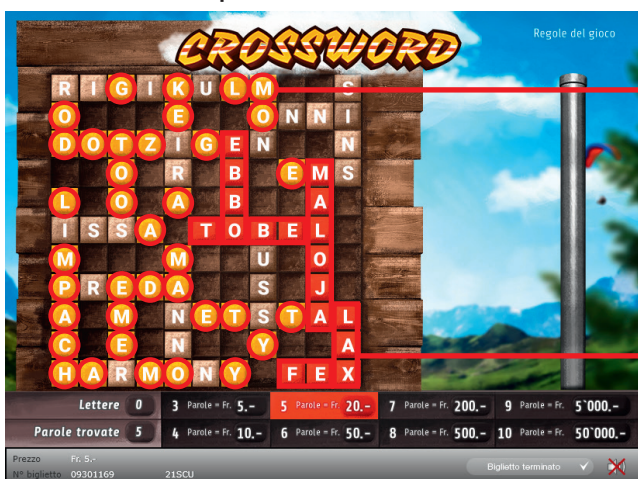 CROSSWORD
Regole del gioco
R I G I K U L M S
O E O N N I
D O T Z I G E N N
O R B E M S
L O A B A
I S S A T O B E L
M M U O
P R E D A S J
A M N E T S T A L
C E N Y A
H A R M O N Y F E X
Lettere 0 3 Parole = Fr. 5.– 5 Parole = Fr. 20.– 7 Parole = Fr. 200.– 9 Parole = Fr. 5`000.–
Parole trovate 5 4 Parole = Fr. 10.– 6 Parole = Fr. 50.– 8 Parole = Fr. 500.– 10 Parole = Fr. 50`000.–
Prezzo Fr. 5.-
N° biglietto 09301169 21SCU
Biglietto terminato